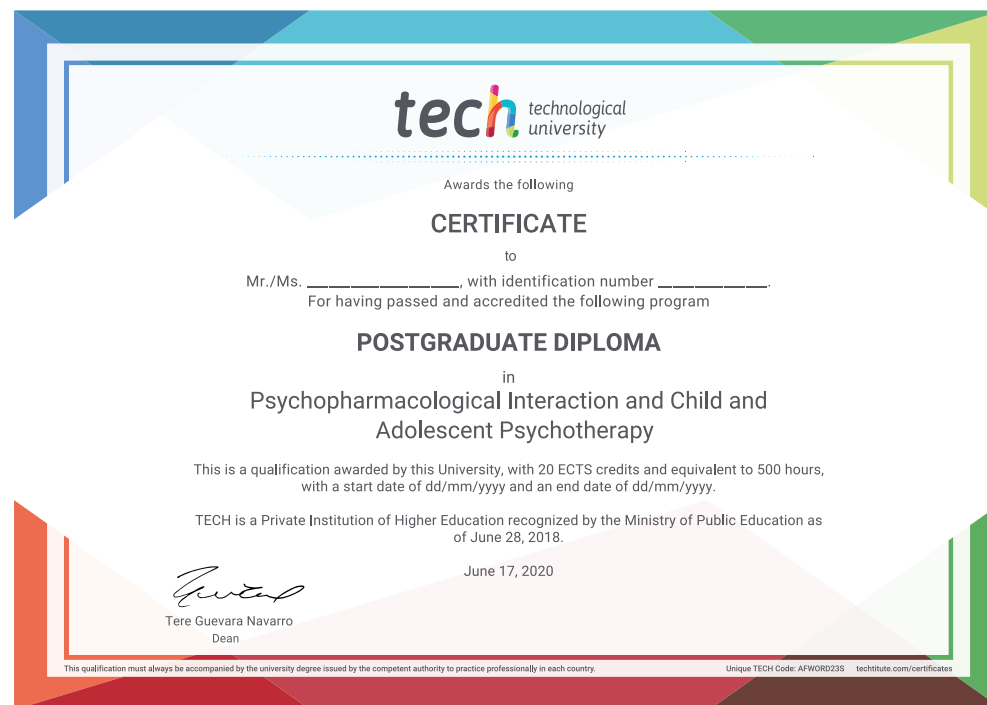 tech technological
university
Awards the following
CERTIFICATE
to
Mr./Ms. ___________________, with identification number ______________.
For having passed and accredited the following program
POSTGRADUATE DIPLOMA
in
Psychopharmacological Interaction and Child and
Adolescent Psychotherapy
This is a qualification awarded by this University, with 20 ECTS credits and equivalent to 500 hours,
with a start date of dd/mm/yyyy and an end date of dd/mm/yyyy.
TECH is a Private Institution of Higher Education recognized by the Ministry of Public Education as
of June 28, 2018.
June 17, 2020
Tere Guevara Navarro
Dean
This qualification must always be accompanied by the university degree issued by the competent authority to practice professionally in each country.
Unique TECH Code: AFWORD23S techtitute.com/certificates